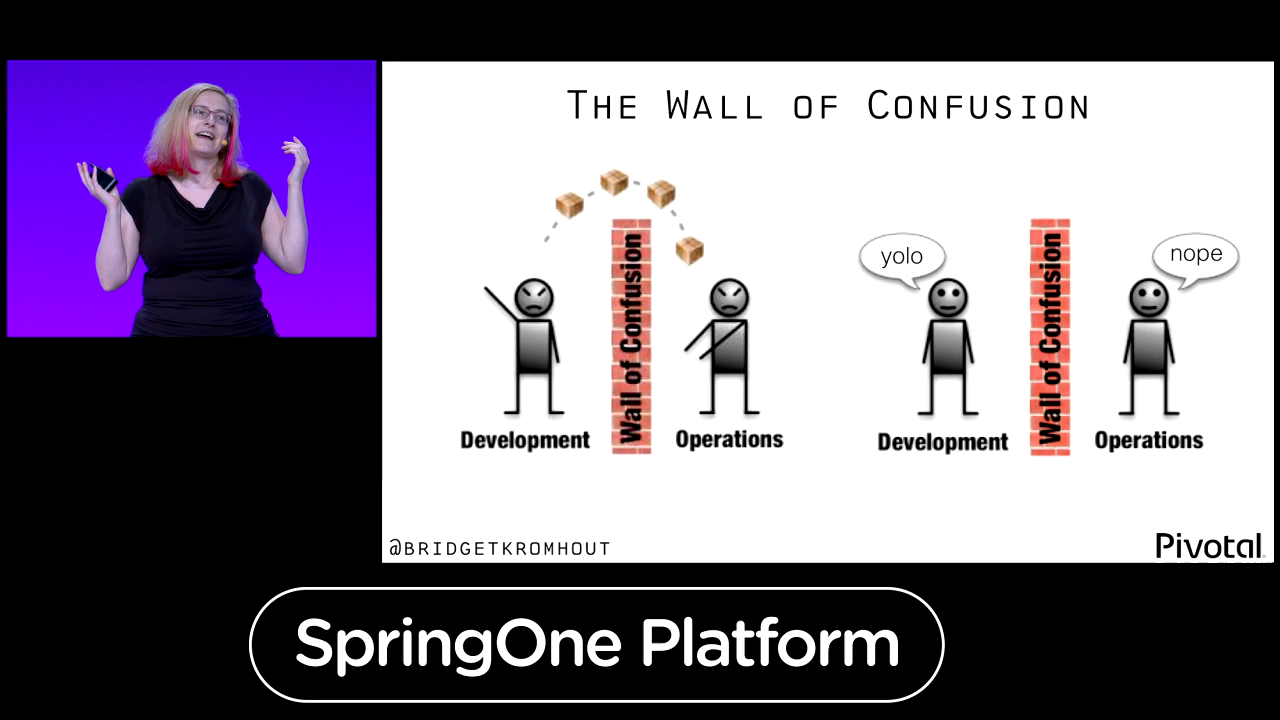 THE WALL OF CONFUSION
Wall of Confusion
Development
Operations
yolo
nope
Wall of Confusion
Development
Operations
@BRIDGETKROMHOUT
Pivotal
SpringOne Platform